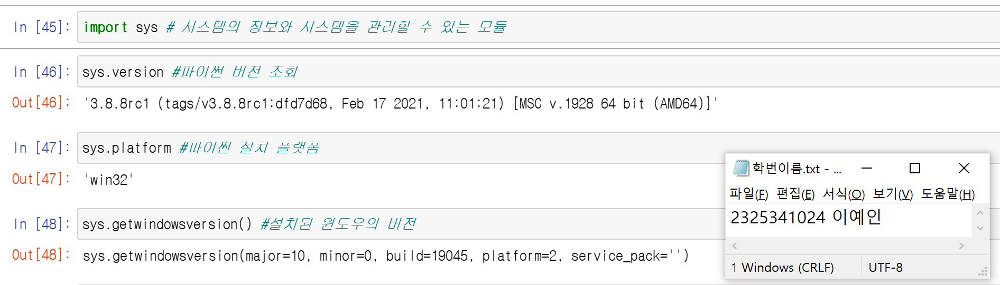 In [45]: import sys # 시스템의 정보와 시스템을 관리할 수 있는 모듈
In [46]: sys.version #파이썬 버전 조회
Out[46]: '3.8.8rc1 (tags/v3.8.8rc1:dfd7d68, Feb 17 2021, 11:01:21) [MSC v.1928 64 bit (AMD64)]'
In [47]: sys.platform #파이썬 설치 플랫폼
Out[47]: 'win32'
In [48]: sys.getwindowsversion() #설치된 윈도우의 버전
Out[48]: sys.getwindowsversion(major=10, minor=0, build=19045, platform=2, service_pack='')
학번이름.txt - ...
파일(F) 편집(E) 서식(O) 보기(V) 도움말(H)
2325341024 이예인
1 Windows (CRLF) UTF-8